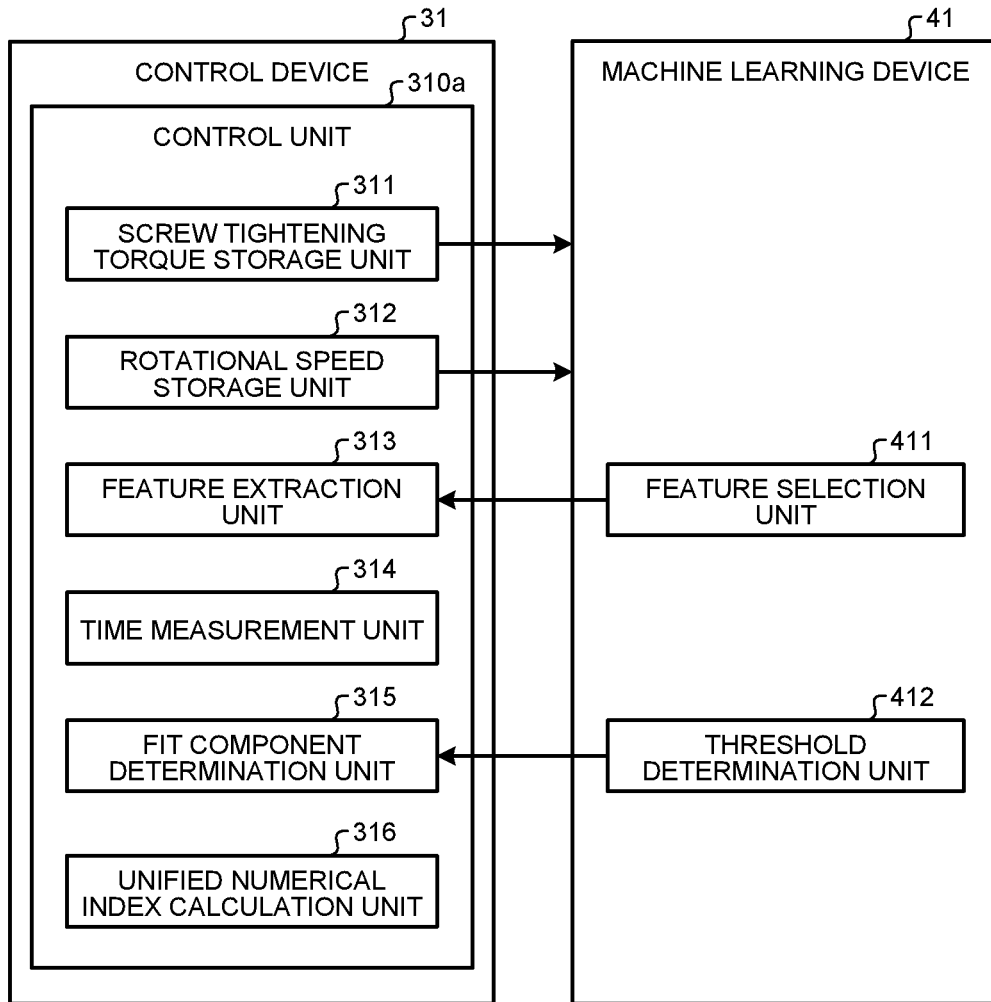 31
CONTROL DEVICE
310a
CONTROL UNIT
311
SCREW TIGHTENING
TORQUE STORAGE UNIT
312
ROTATIONAL SPEED
STORAGE UNIT
313
FEATURE EXTRACTION
UNIT
314
TIME MEASUREMENT UNIT
315
FIT COMPONENT
DETERMINATION UNIT
316
UNIFIED NUMERICAL
INDEX CALCULATION UNIT
41
MACHINE LEARNING DEVICE
411
FEATURE SELECTION
UNIT
412
THRESHOLD
DETERMINATION UNIT